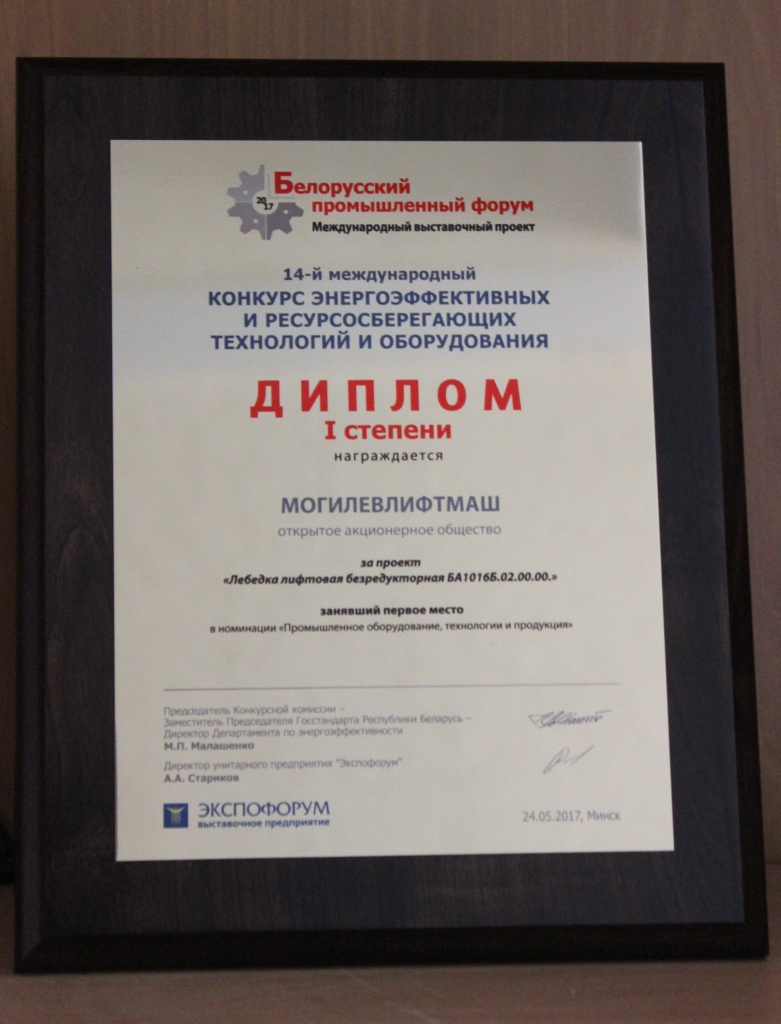 Белорусский
2017
промышленный форум
Международный выставочный проект
14-й международный
КОНКУРС ЭНЕРГОЭФФЕКТИВНЫХ
И РЕСУРСОСБЕРЕГАЮЩИХ
ТЕХНОЛОГИЙ И ОБОРУДОВАНИЯ
ДИПЛОМ
I степени
награждается
МОГИЛЕВЛИФТМАШ
открытое акционерное общество
за проект
«Лебедка лифтовая безредукторная БА1016Б.02.00.00.»
занявший первое место
в номинации «Промышленное оборудование, технологии и продукция»
Председатель Конкурсной комиссии –
Заместитель Председателя Госстандарта Республики Беларусь –
Директор Департамента по энергоэффективности
М.П. Малашенко
Директор унитарного предприятия "Экспофорум"
А.А. Стариков
ЭКСПОФОРУМ
выставочное предприятие
24.05.2017, Минск